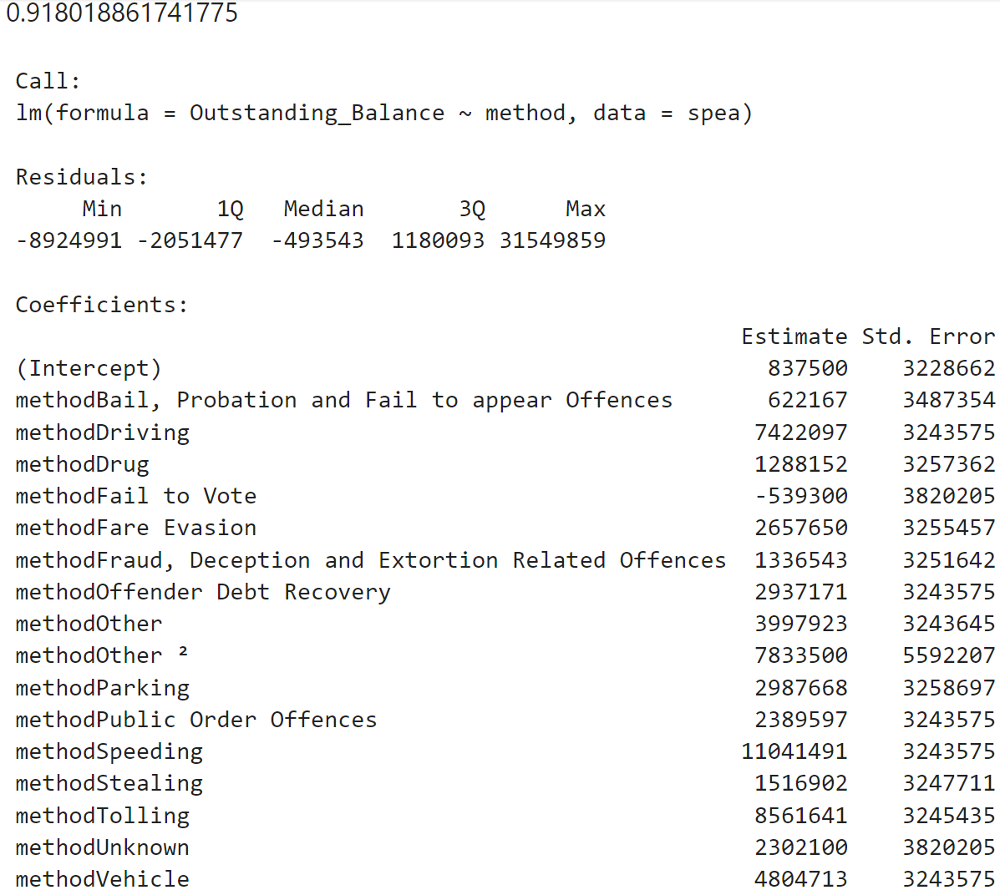 0.918018861741775
Call:
lm(formula = Outstanding_Balance ~ method, data = spea)
Residuals:
Min 1Q Median 3Q Max
-8924991 -2051477 -493543 1180093 31549859
Coefficients:
Estimate Std. Error
(Intercept) 837500 3228662
methodBail, Probation and Fail to appear Offences 622167 3487354
methodDriving 7422097 3243575
methodDrug 1288152 3257362
methodFail to Vote -539300 3820205
methodFare Evasion 2657650 3255457
methodFraud, Deception and Extortion Related Offences 1336543 3251642
methodOffender Debt Recovery 2937171 3243575
methodOther 3997923 3243645
methodOther ² 7833500 5592207
methodParking 2987668 3258697
methodPublic Order Offences 2389597 3243575
methodSpeeding 11041491 3243575
methodStealing 1516902 3247711
methodTolling 8561641 3245435
methodUnknown 2302100 3820205
methodVehicle 4804713 3243575